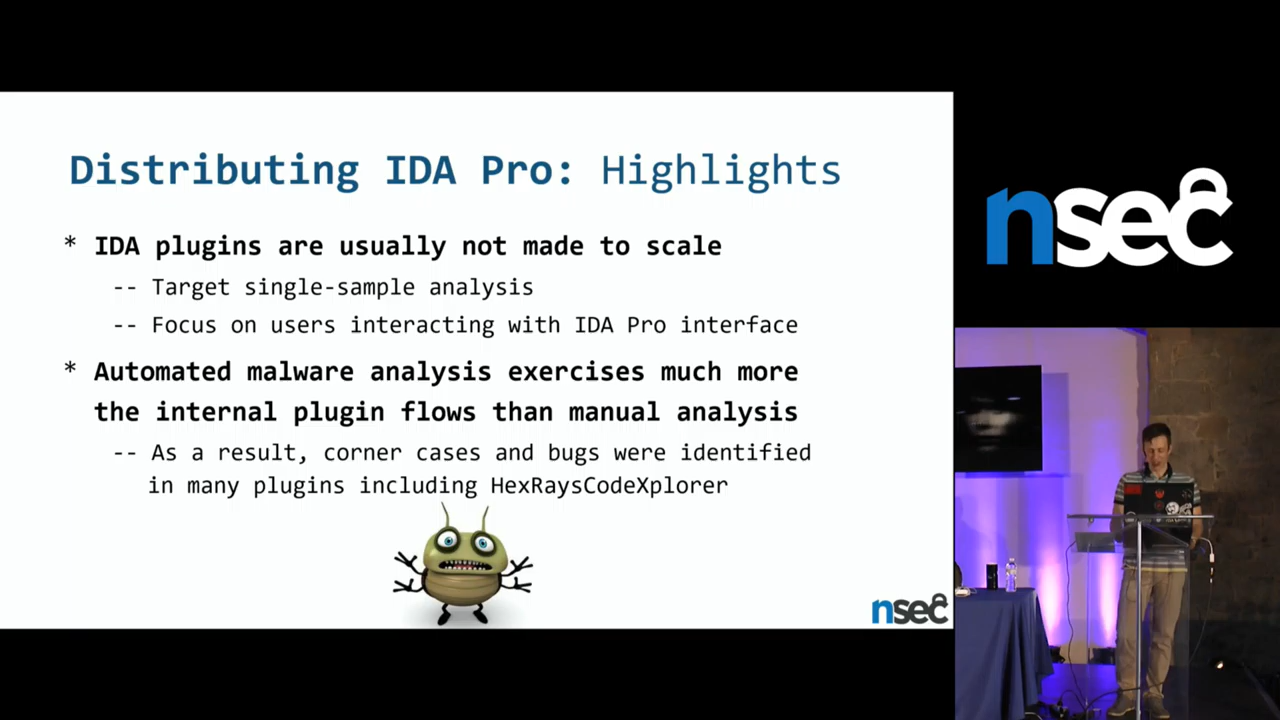 Distributing IDA Pro: Highlights
* IDA plugins are usually not made to scale
-- Target single-sample analysis
-- Focus on users interacting with IDA Pro interface
* Automated malware analysis exercises much more
the internal plugin flows than manual analysis
-- As a result, corner cases and bugs were identified
in many plugins including HexRaysCodeXplorer
nsec
nsec